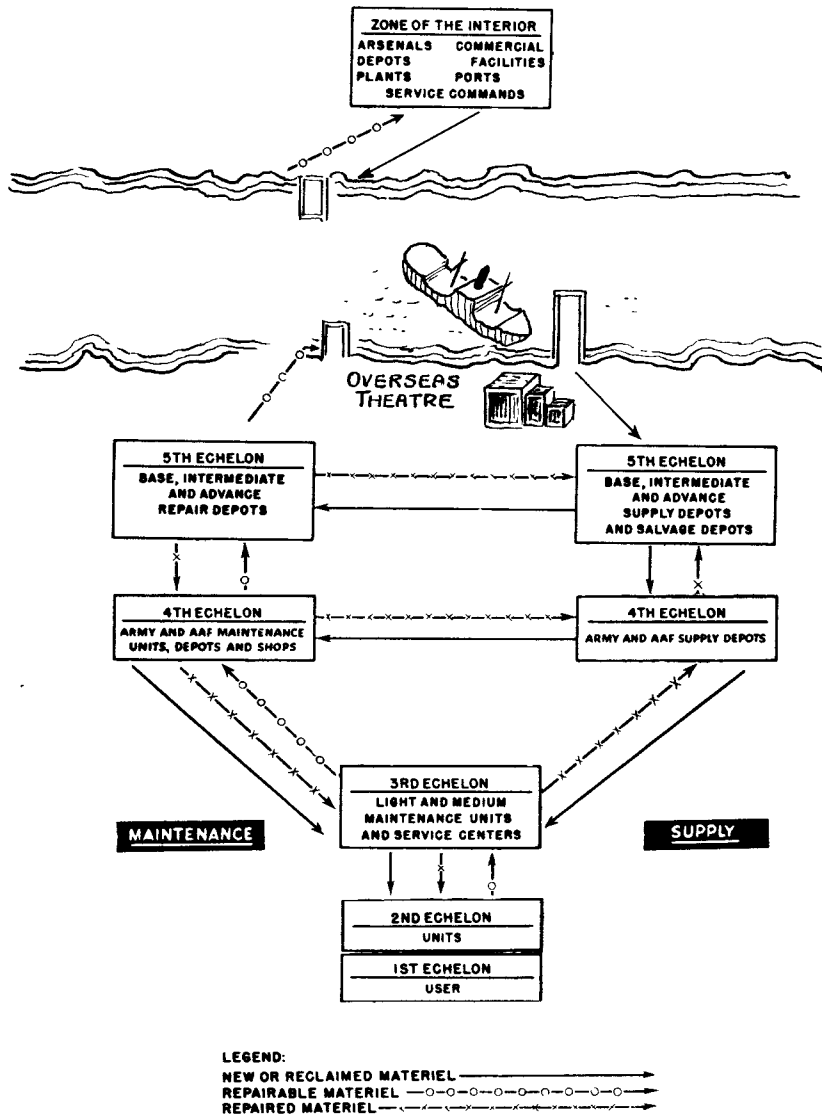 ZONE OF THE INTERIOR
ARSENALS COMMERCIAL
DEPOTS FACILITIES
PLANTS PORTS
SERVICE COMMANDS
OVERSEAS
THEATRE
5TH ECHELON
BASE, INTERMEDIATE
AND ADVANCE
REPAIR DEPOTS
5TH ECHELON
BASE, INTERMEDIATE
AND ADVANCE
SUPPLY DEPOTS
AND SALVAGE DEPOTS
4TH ECHELON
ARMY AND AAF MAINTENANCE
UNITS, DEPOTS AND SHOPS
4TH ECHELON
ARMY AND AAF SUPPLY DEPOTS
3RD ECHELON
LIGHT AND MEDIUM
MAINTENANCE UNITS
AND SERVICE CENTERS
MAINTENANCE
SUPPLY
2ND ECHELON
UNITS
1ST ECHELON
USER
LEGEND:
NEW OR RECLAIMED MATERIEL
REPAIRABLE MATERIEL
REPAIRED MATERIEL